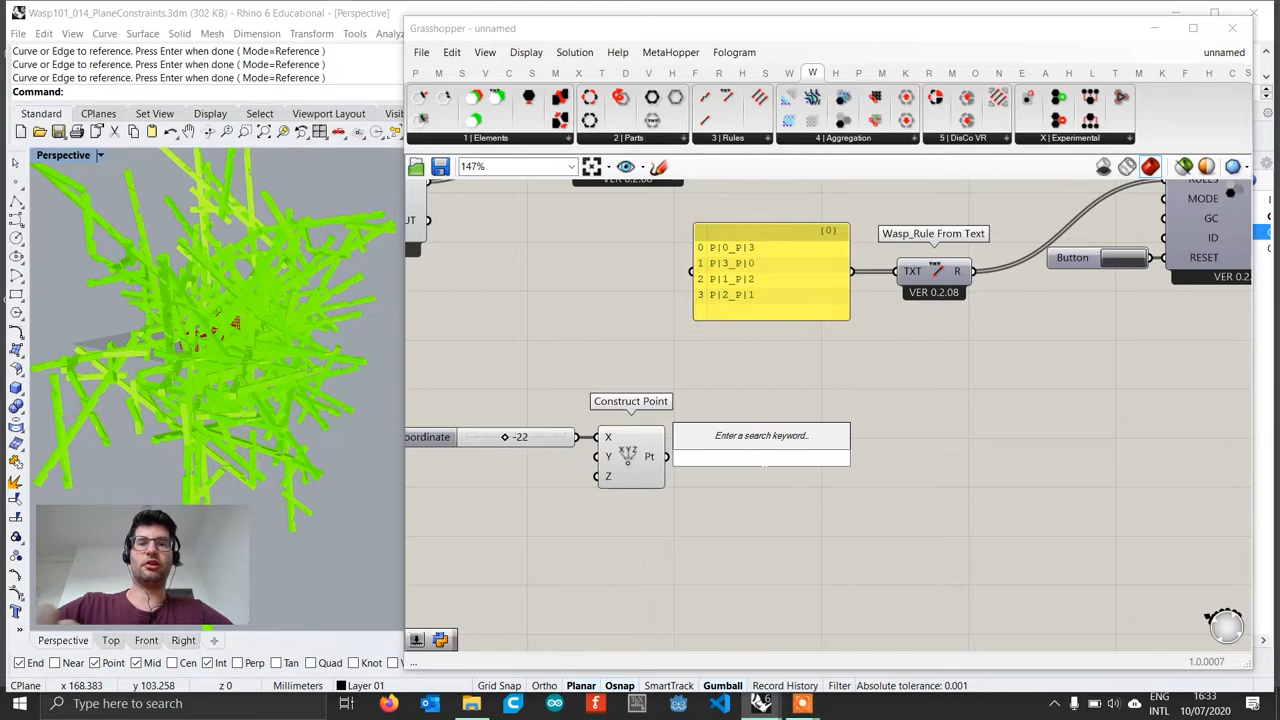 Wasp101_014_PlaneConstraints.3dm (302 KB) - Rhino 6 Educational - [Perspective]
File Edit View Curve Surface Solid Mesh Dimension Transform Tools Analy
Curve or Edge to reference. Press Enter when done ( Mode=Reference )
Curve or Edge to reference. Press Enter when done ( Mode=Reference )
Curve or Edge to reference. Press Enter when done ( Mode=Reference )
Command:
Standard CPlanes Set View Display Select Viewport Layout Visi
Perspective
Grasshopper - unnamed
File Edit View Display Solution Help MetaHopper Fologram unnamed
P M S V C S I X T D V M K F R L H S W W F H P M K U R S N O E A B L M K C S
1 | Elements 2 | Parts 3 | Rules 4 | Aggregation 5 | DisCo VR X | Experimental
147%
VER 0.2.08
UT
{0}
0 P|0_P|3
1 P|3_P|0
2 P|1_P|2
3 P|2_P|1
Wasp_Rule From Text
TXT R
VER 0.2.08
RULES
MODE
GC
ID
RESET
Button
VER 0.2.
Construct Point
oordinate -22
X
Y
Z
Pt
Enter a search keyword...
...
1.0.0007
Perspective Top Front Right
End Near Point Mid Cen Int Perp Tan Quad Knot
CPlane x 168.383 y 103.258 z 0 Millimeters Layer 01 Grid Snap Ortho Planar Osnap SmartTrack Gumball Record History Filter Absolute tolerance: 0.001
Type here to search
ENG
INTL
16:33
10/07/2020